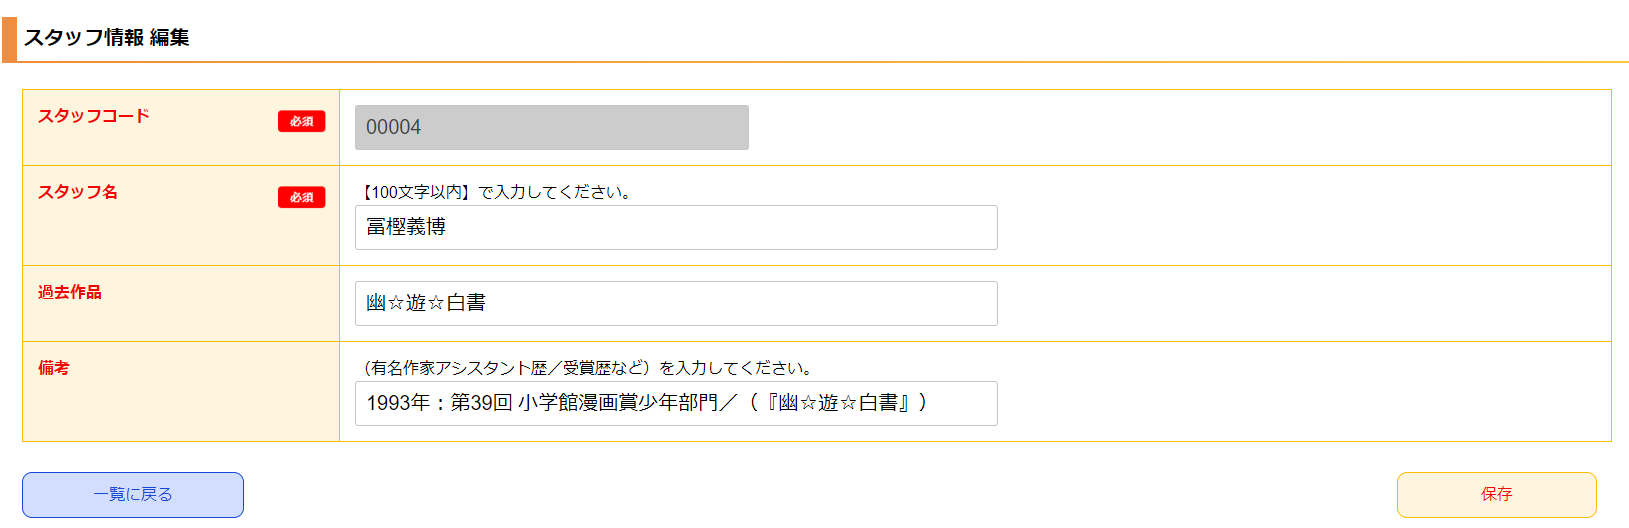 スタッフ情報 編集
スタッフコード 必須 00004
スタッフ名 必須 【100文字以内】で入力してください。
冨樫義博
過去作品 幽☆遊☆白書
備考 （有名作家アシスタント歴／受賞歴など）を入力してください。
1993年：第39回 小学館漫画賞少年部門／（『幽☆遊☆白書』）
一覧に戻る 保存